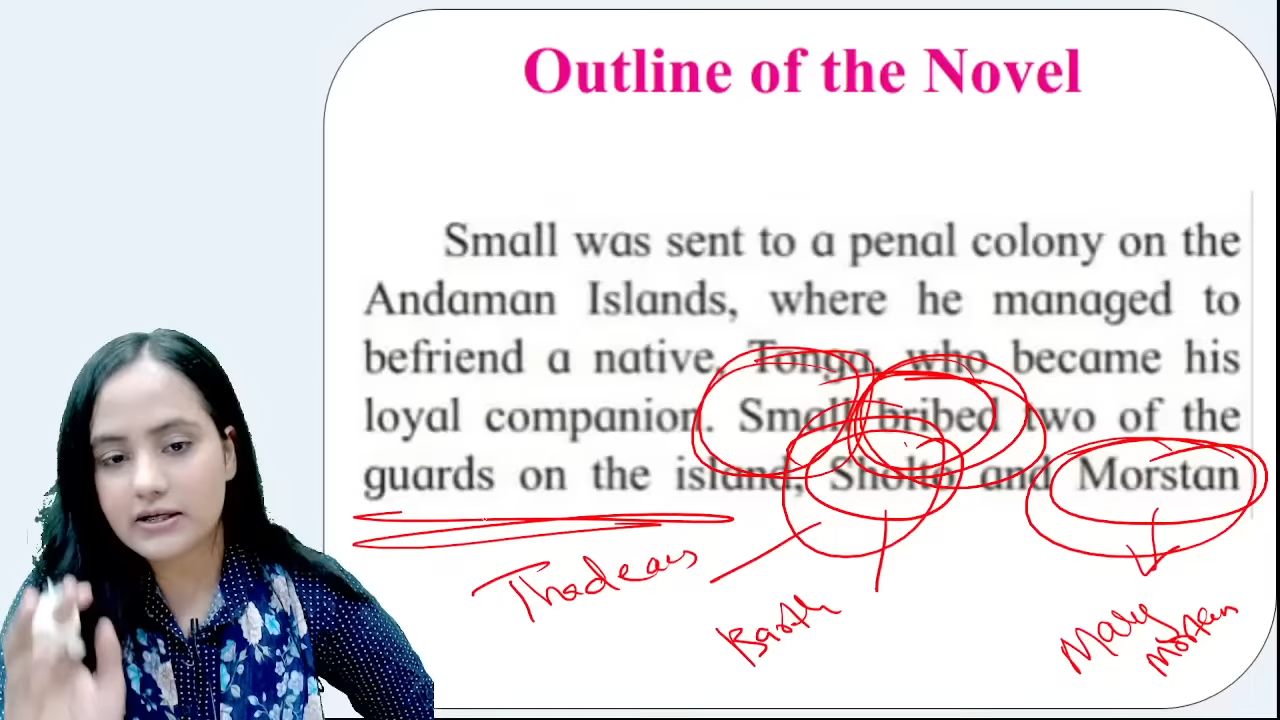 Outline of the Novel
Small was sent to a penal colony on the
Andaman Islands, where he managed to
befriend a native, Tonga, who became his
loyal companion. Small bribed two of the
guards on the island, Sholto and Morstan
Thadeaus
Barth
Mary
Morstan